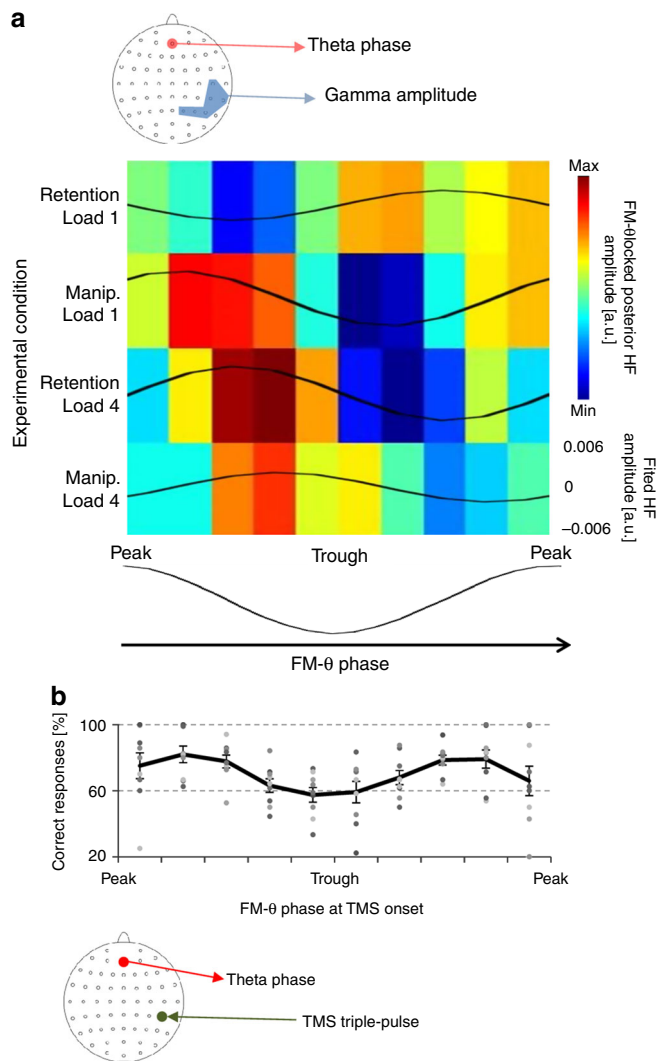 a
Theta phase
Gamma amplitude
Experimental condition
Retention
Load 1
Manip.
Load 1
Retention
Load 4
Manip.
Load 4
Max
Min
FM-θlocked posterior HF
amplitude [a.u.]
0.006
0
−0.006
Fited HF
amplitude [a.u.]
Peak
Trough
Peak
FM-θ phase
b
Correct responses [%]
100
60
20
Peak
Trough
Peak
FM-θ phase at TMS onset
Theta phase
TMS triple-pulse